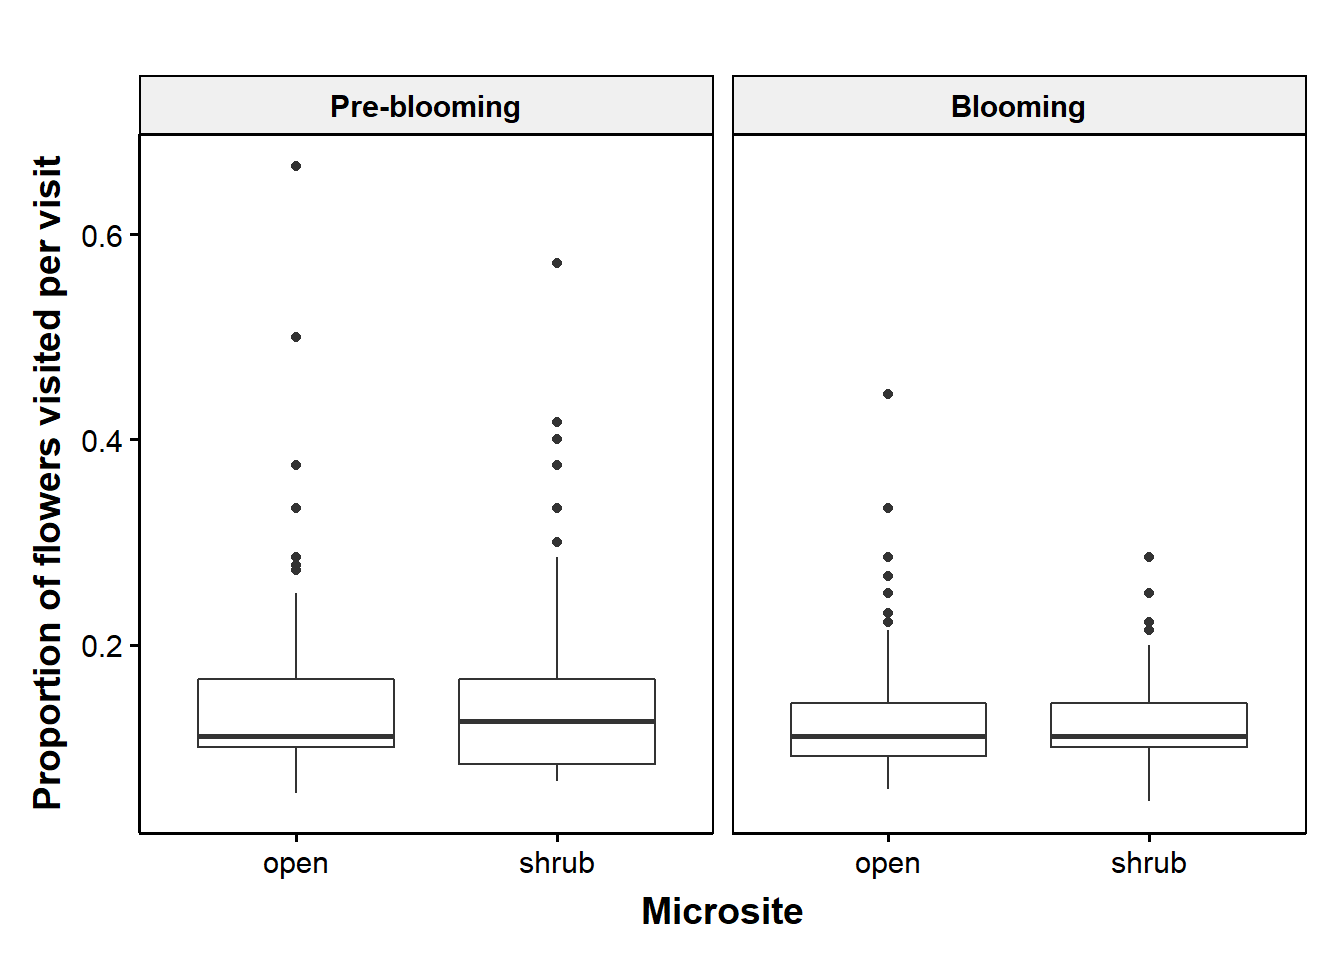 Pre-blooming
Blooming
Proportion of flowers visited per visit
0.6
0.4
0.2
open
shrub
open
shrub
Microsite